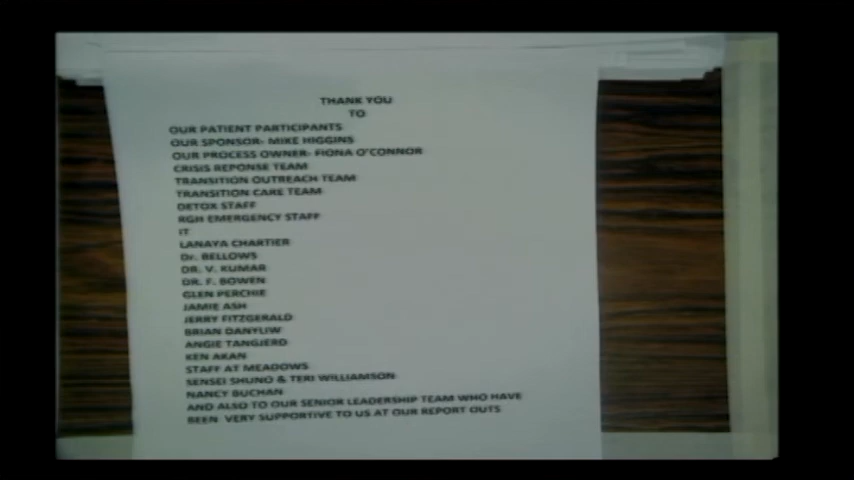 THANK YOU
TO
OUR PATIENT PARTICIPANTS
OUR SPONSOR- MIKE HIGGINS
OUR PROCESS OWNER- FIONA O'CONNOR
CRISIS REPONSE TEAM
TRANSITION OUTREACH TEAM
TRANSITION CARE TEAM
DETOX STAFF
RGH EMERGENCY STAFF
IT
LANAYA CHARTIER
Dr. BELLOWS
DR. V. KUMAR
DR. F. BOWEN
GLEN PERCHIE
JAMIE ASH
JERRY FITZGERALD
BRIAN DANYLIW
ANGIE TANGJERD
KEN AKAN
STAFF AT MEADOWS
SENSEI SHUNO & TERI WILLIAMSON
NANCY BUCHAN
AND ALSO TO OUR SENIOR LEADERSHIP TEAM WHO HAVE
BEEN VERY SUPPORTIVE TO US AT OUR REPORT OUTS